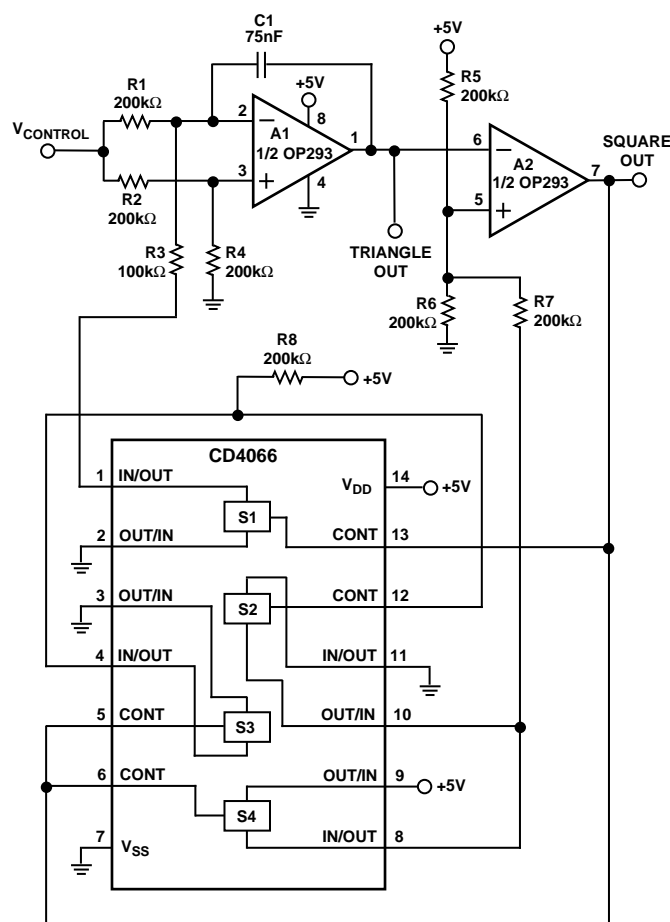 C1
75nF
+5V
R1
200kΩ
+5V
R5
200kΩ
2
8
A1
1/2 OP293
1
VCONTROL
3
4
R2
200kΩ
6
A2
1/2 OP293
7
SQUARE
OUT
5
R3
100kΩ
R4
200kΩ
TRIANGLE
OUT
R6
200kΩ
R7
200kΩ
R8
200kΩ
+5V
CD4066
1
IN/OUT
14
VDD
+5V
S1
2
OUT/IN
CONT
13
3
OUT/IN
S2
CONT
12
4
IN/OUT
IN/OUT
11
5
CONT
S3
OUT/IN
10
6
CONT
OUT/IN
9
+5V
S4
7
VSS
IN/OUT
8